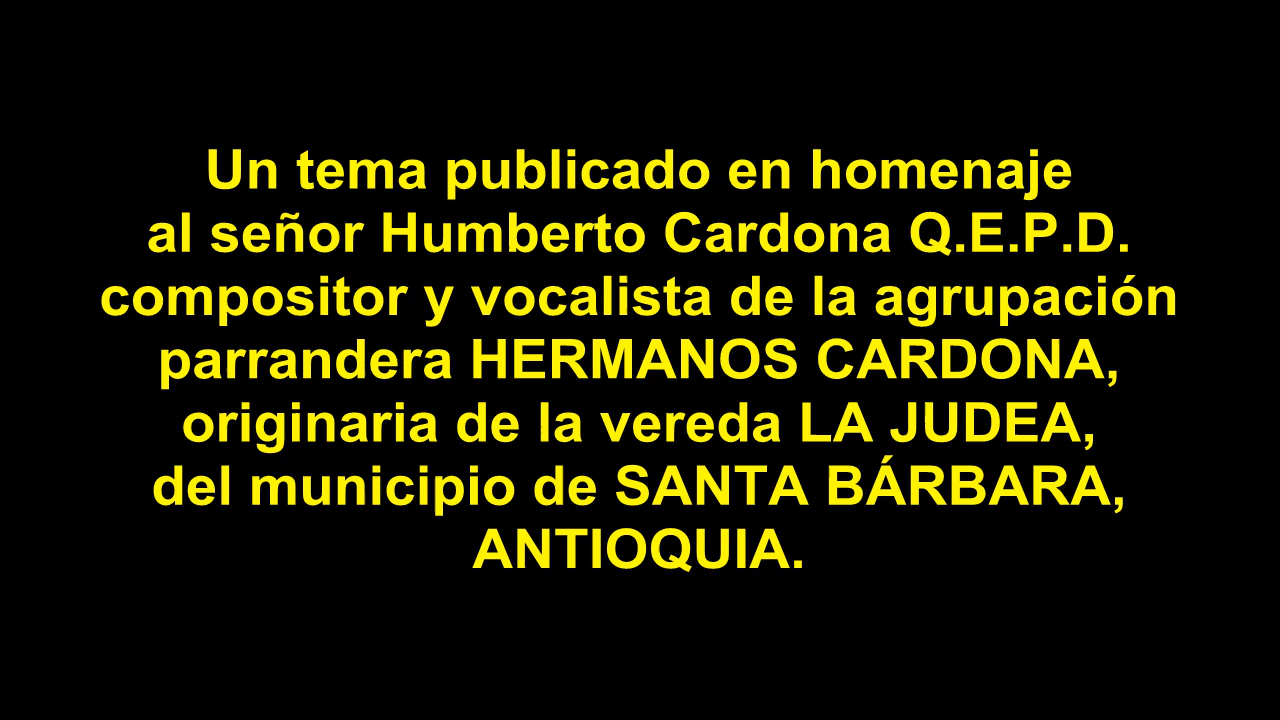 Un tema publicado en homenaje
al señor Humberto Cardona Q.E.P.D.
compositor y vocalista de la agrupación
parrandera HERMANOS CARDONA,
originaria de la vereda LA JUDEA,
del municipio de SANTA BÁRBARA,
ANTIOQUIA.